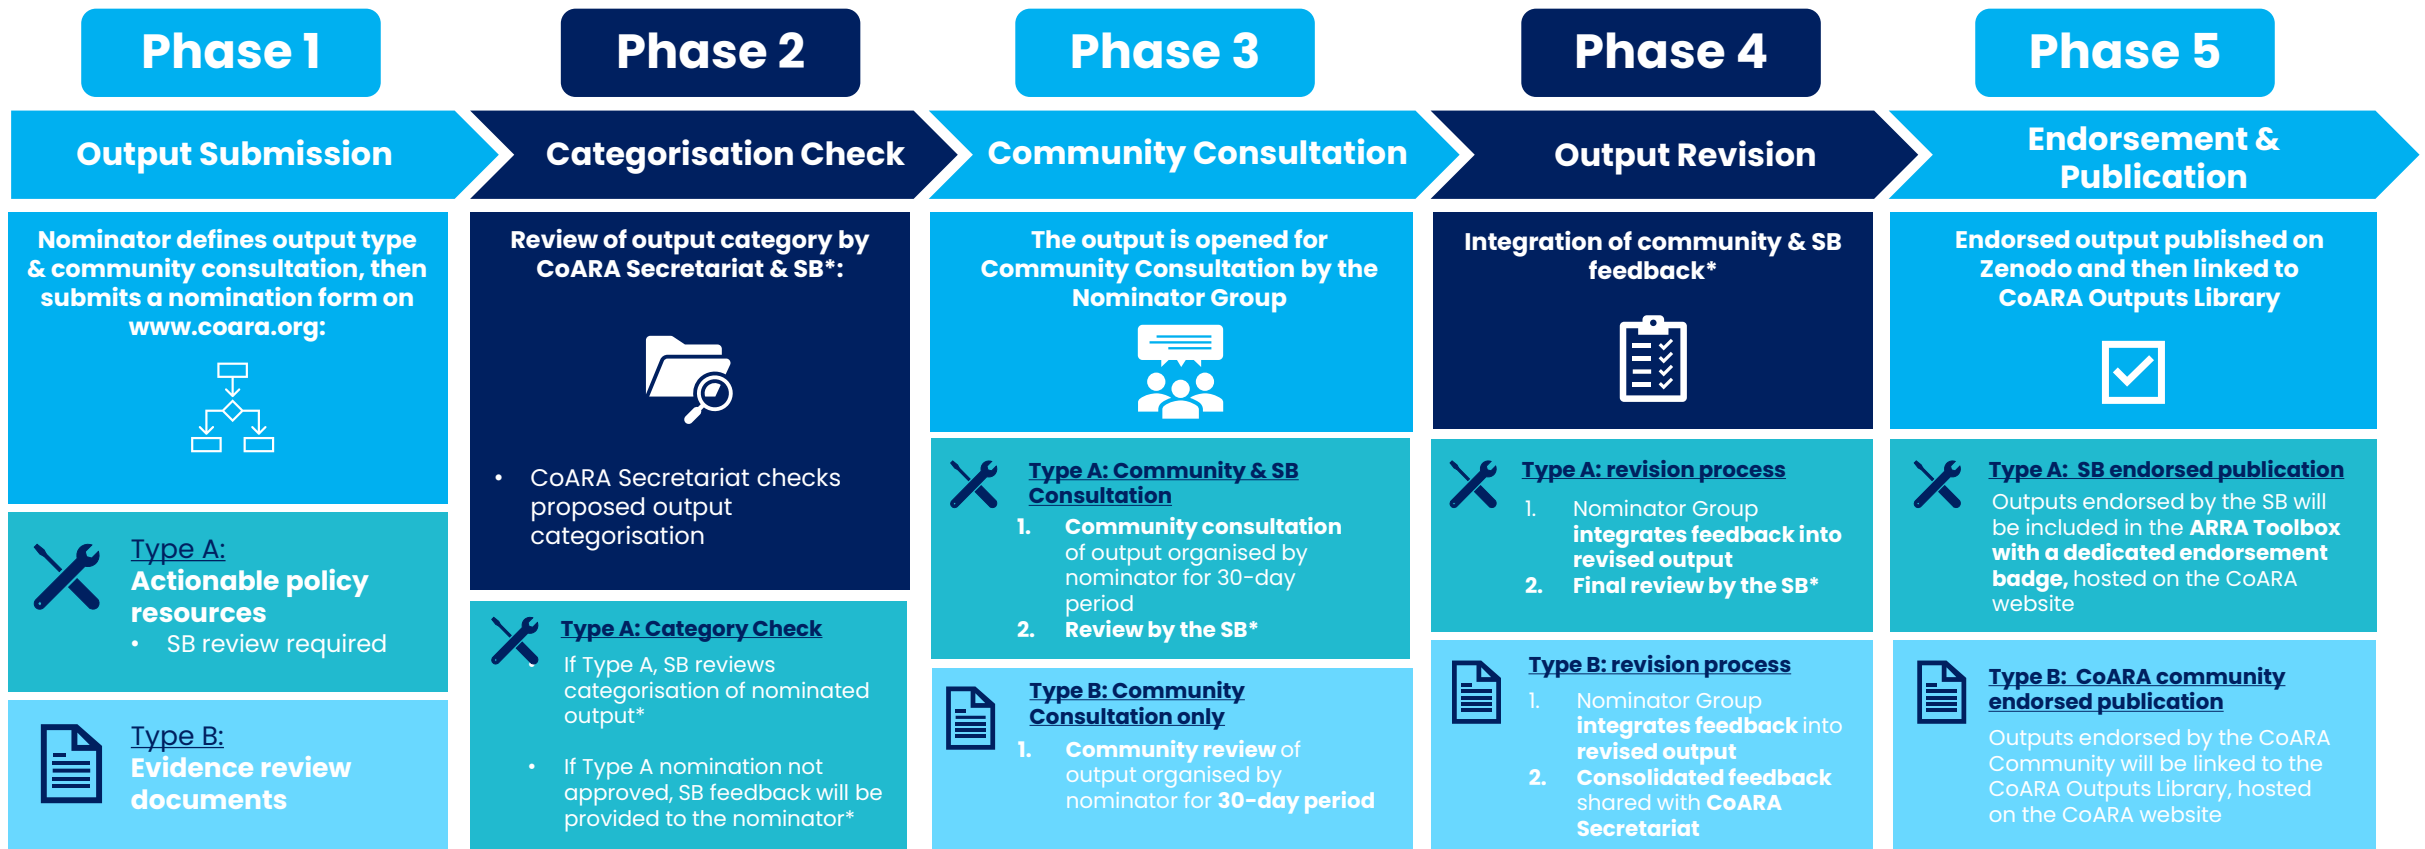 Phase 1
Output Submission
Nominator defines output type
& community consultation, then
submits a nomination form on
www.coara.org:
Type A:
Actionable policy
resources
• SB review required
Type B:
Evidence review
documents
Phase 2
Categorisation Check
Review of output category by
CoARA Secretariat & SB*:
• CoARA Secretariat checks
proposed output
categorisation
Type A: Category Check
• If Type A, SB reviews
categorisation of nominated
output*
• If Type A nomination not
approved, SB feedback will be
provided to the nominator*
Phase 3
Community Consultation
The output is opened for
Community Consultation by the
Nominator Group
Type A: Community & SB
Consultation
1. Community consultation
of output organised by
nominator for 30-day
period
2. Review by the SB*
Type B: Community
Consultation only
1. Community review of
output organised by
nominator for 30-day period
Phase 4
Output Revision
Integration of community & SB
feedback*
Type A: revision process
1. Nominator Group
integrates feedback into
revised output
2. Final review by the SB*
Type B: revision process
1. Nominator Group
integrates feedback into
revised output
2. Consolidated feedback
shared with CoARA
Secretariat
Phase 5
Endorsement &
Publication
Endorsed output published on
Zenodo and then linked to
CoARA Outputs Library
Type A: SB endorsed publication
Outputs endorsed by the SB will
be included in the ARRA Toolbox
with a dedicated endorsement
badge, hosted on the CoARA
website
Type B: CoARA community
endorsed publication
Outputs endorsed by the CoARA
Community will be linked to the
CoARA Outputs Library, hosted
on the CoARA website